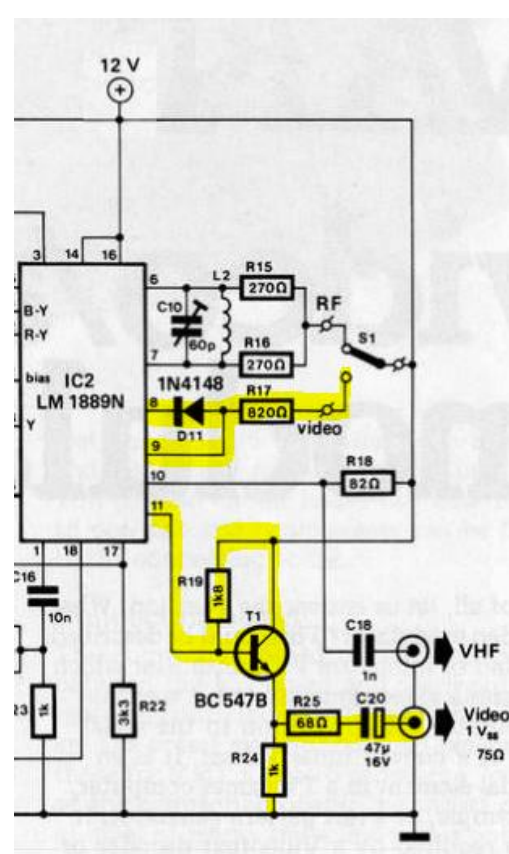 12 V
3
14
16
6
L2
R15
270Ω
C10
60p
RF
S1
B-Y
R-Y
7
R16
270Ω
bias
IC2
LM 1889N
1N4148
R17
820Ω
8
D11
video
Y
9
10
R18
82Ω
11
1
18
17
C16
10n
R19
1k8
T1
C18
1n
VHF
BC 547B
R25
68Ω
C20
47µ
16V
Video
1 Vss
75Ω
1k
R22
3k3
R24
1k